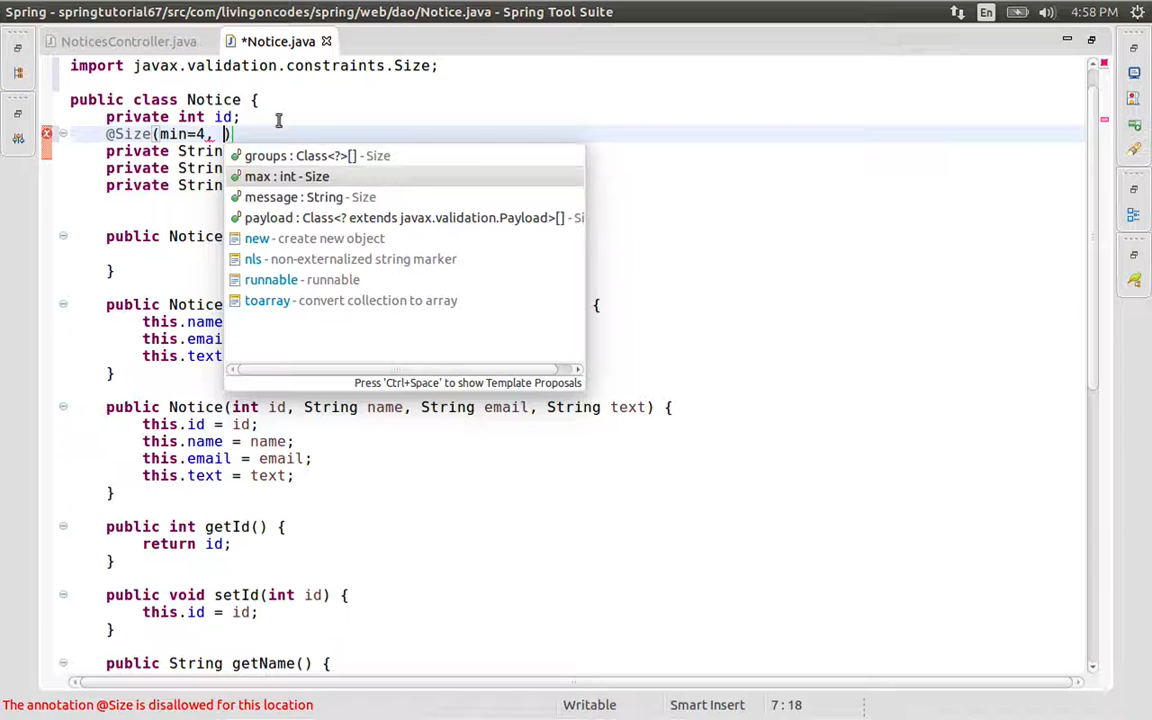 Spring - springtutorial67/src/com/livingoncodes/spring/web/dao/Notice.java - Spring Tool Suite
En
4:58 PM
NoticesController.java
*Notice.java
import javax.validation.constraints.Size;
public class Notice {
private int id;
@Size(min=4, )
private Strin
private Strin
private Strin
groups : Class<?>[] - Size
max : int - Size
message : String - Size
payload : Class<? extends javax.validation.Payload>[] - Si
new - create new object
nls - non-externalized string marker
runnable - runnable
toarray - convert collection to array
Press 'Ctrl+Space' to show Template Proposals
public Notice
}
public Notice {
this.name
this.emai
this.text
}
public Notice(int id, String name, String email, String text) {
this.id = id;
this.name = name;
this.email = email;
this.text = text;
}
public int getId() {
return id;
}
public void setId(int id) {
this.id = id;
}
public String getName() {
The annotation @Size is disallowed for this location
Writable
Smart Insert
7 : 18